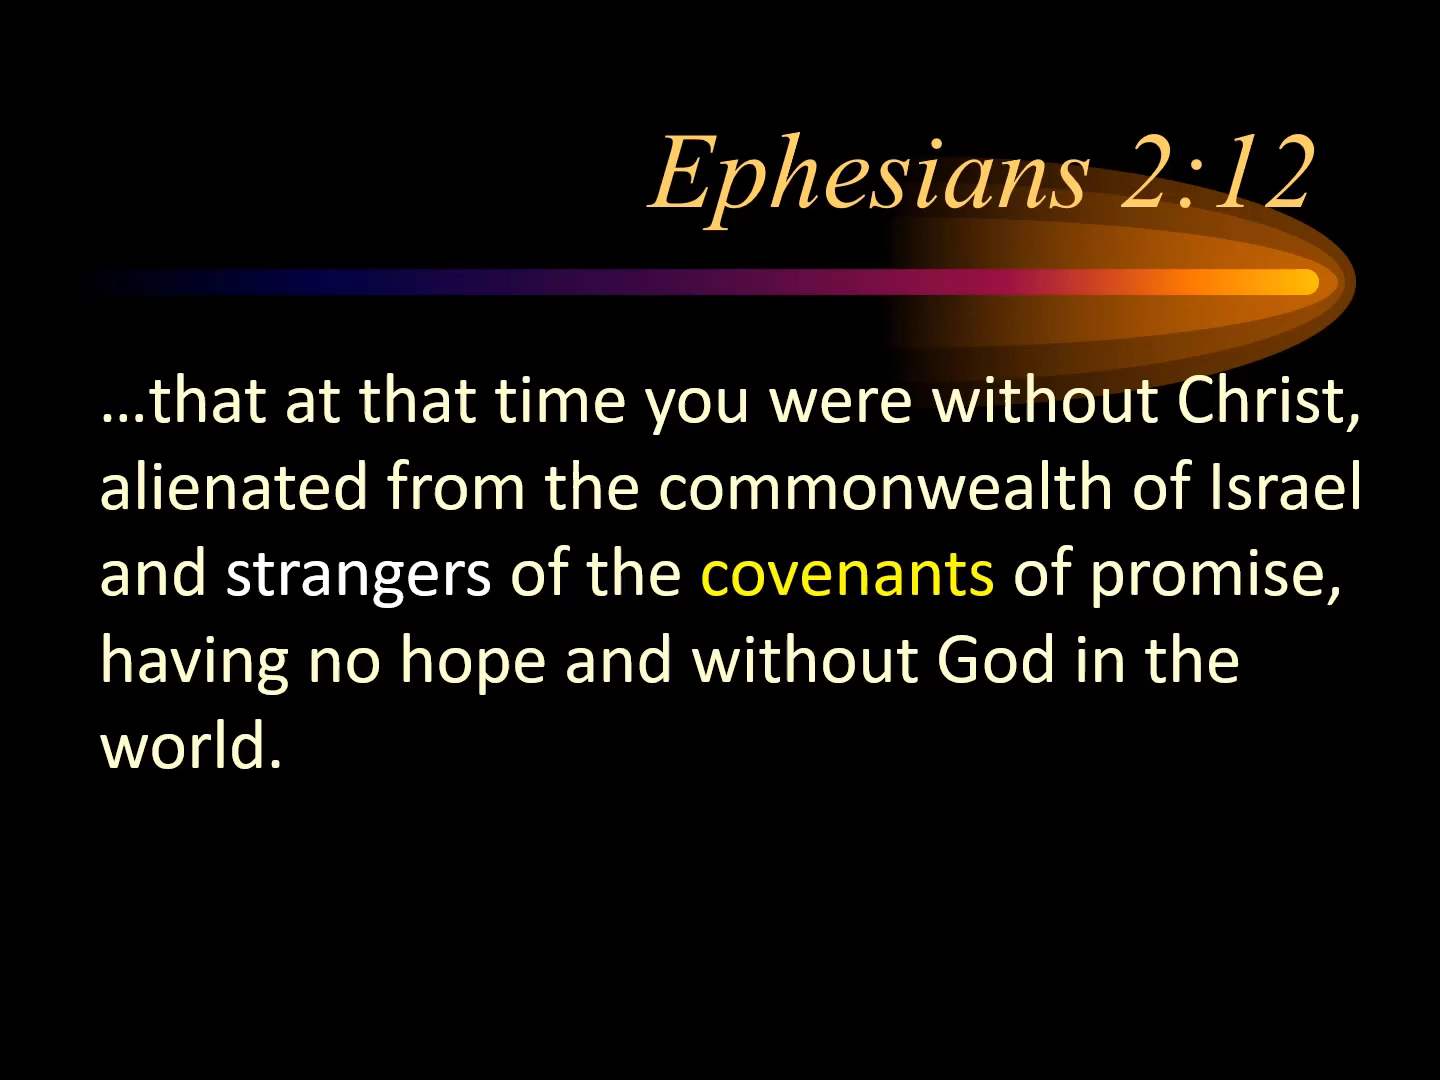 Ephesians 2:12
...that at that time you were without Christ,
alienated from the commonwealth of Israel
and strangers of the covenants of promise,
having no hope and without God in the
world.